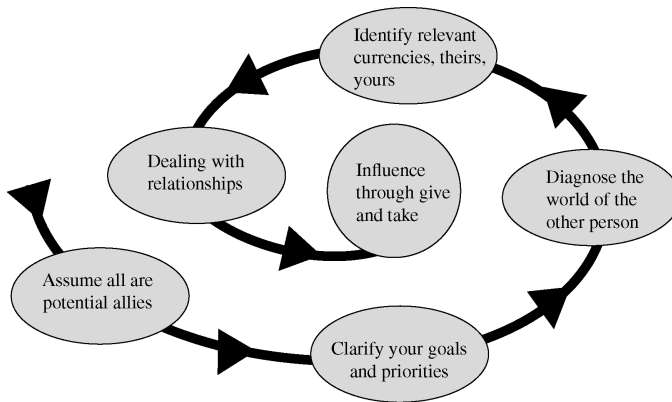 Identify relevant
currencies, theirs,
yours
Dealing with
relationships
Influence
through give
and take
Diagnose the
world of the
other person
Assume all are
potential allies
Clarify your goals
and priorities